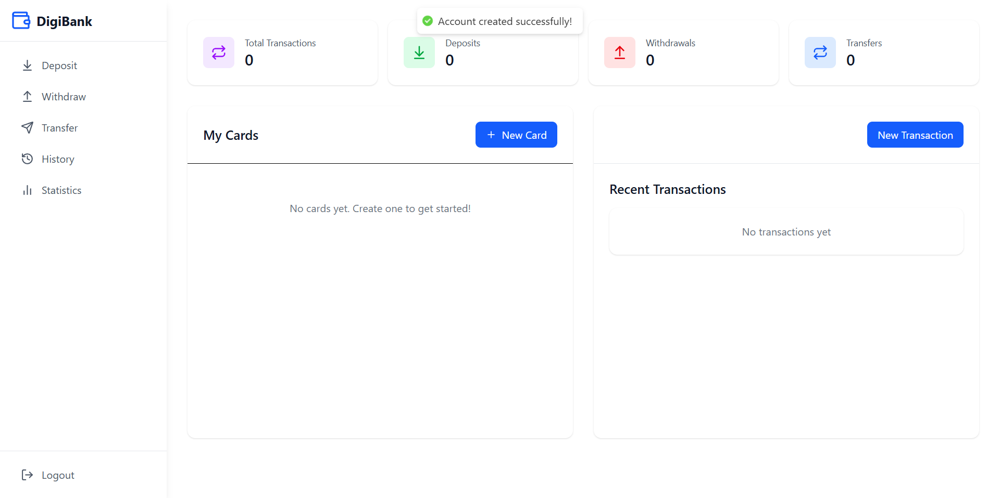 DigiBank
Deposit
Withdraw
Transfer
History
Statistics
Logout
Account created successfully!
Total Transactions
0
Deposits
0
Withdrawals
0
Transfers
0
My Cards
New Card
No cards yet. Create one to get started!
New Transaction
Recent Transactions
No transactions yet